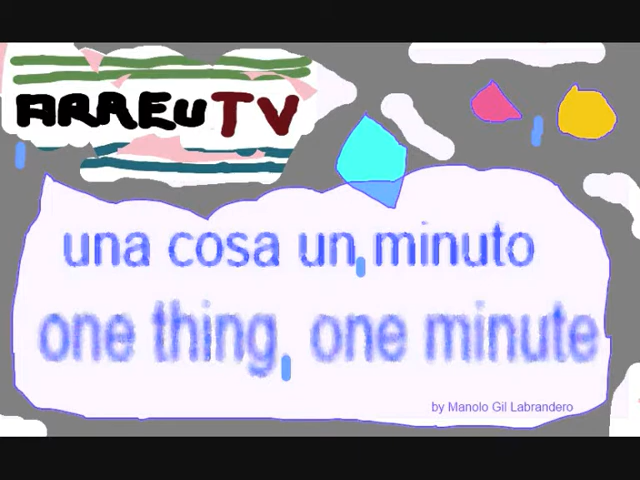 ARREUTV
una cosa un, minuto
one thing, one minute
by Manolo Gil Labrandero